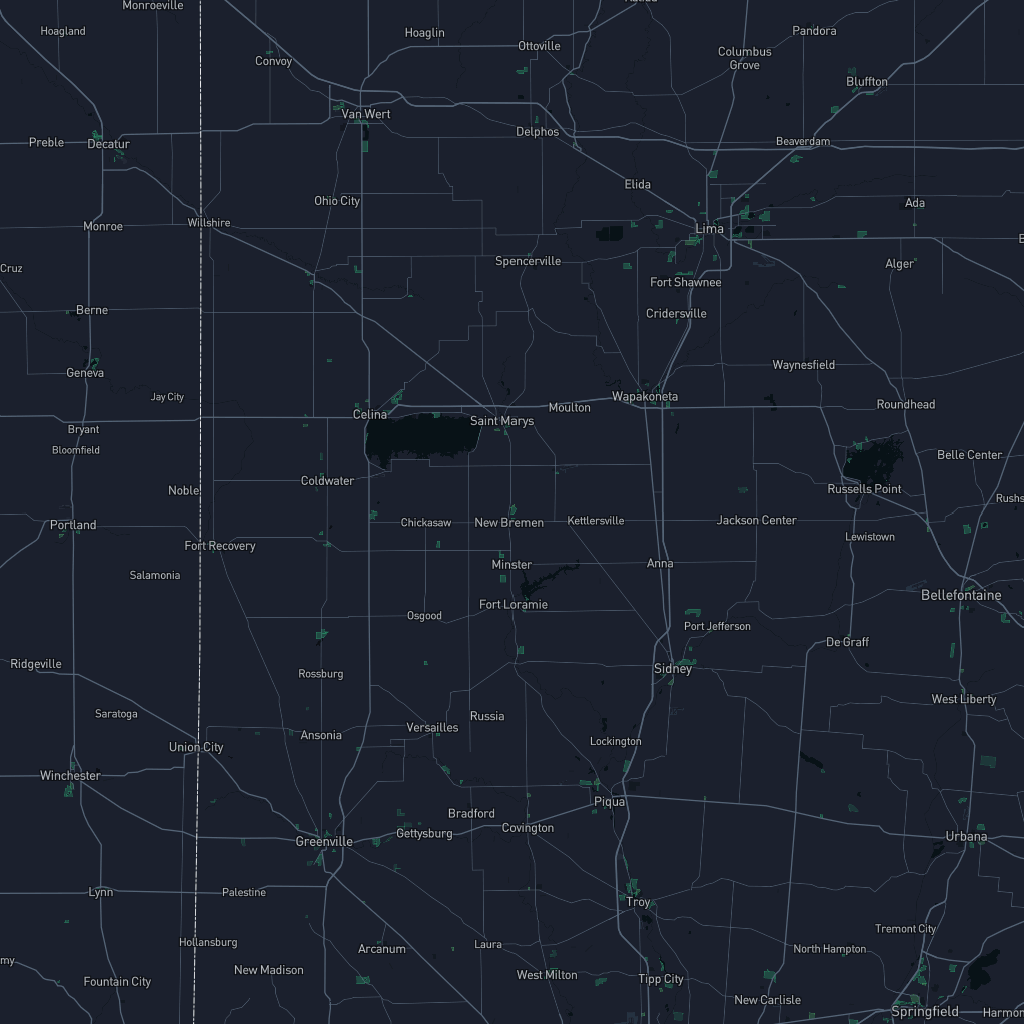 Monroeville
Hoagland
Hoaglin
Ottoville
Pandora
Columbus
Grove
Convoy
Bluffton
Van Wert
Delphos
Preble
Decatur
Beaverdam
Elida
Ohio City
Ada
Monroe
Willshire
Lima
Spencerville
Alger
Cruz
Fort Shawnee
Berne
Cridersville
Waynesfield
Geneva
Jay City
Wapakoneta
Roundhead
Celina
Moulton
Saint Marys
Bryant
Bloomfield
Belle Center
Coldwater
Noble
Russells Point
Rushs
Portland
Chickasaw
New Bremen
Kettlersville
Jackson Center
Lewistown
Fort Recovery
Minster
Anna
Salamonia
Bellefontaine
Fort Loramie
Osgood
Port Jefferson
De Graff
Ridgeville
Rossburg
Sidney
West Liberty
Saratoga
Russia
Versailles
Ansonia
Lockington
Union City
Winchester
Piqua
Bradford
Covington
Gettysburg
Greenville
Urbana
Lynn
Palestine
Troy
Tremont City
Hollansburg
Arcanum
Laura
North Hampton
my
New Madison
West Milton
Tipp City
Fountain City
New Carlisle
Springfield
Harmon